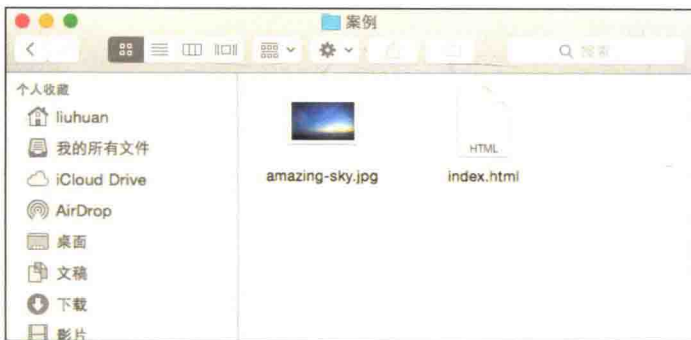 案例
搜索
个人收藏
liuhuan
我的所有文件
iCloud Drive
AirDrop
桌面
文稿
下载
影片
HTML
amazing-sky.jpg
index.html